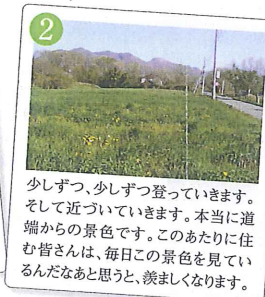 2
少しずつ、少しずつ登っていきます。
そして近づいていきます。本当に道
端からの景色です。このあたりに住
む皆さんは、毎日この景色を見てい
るんだなあと思うと、羨ましくなります。